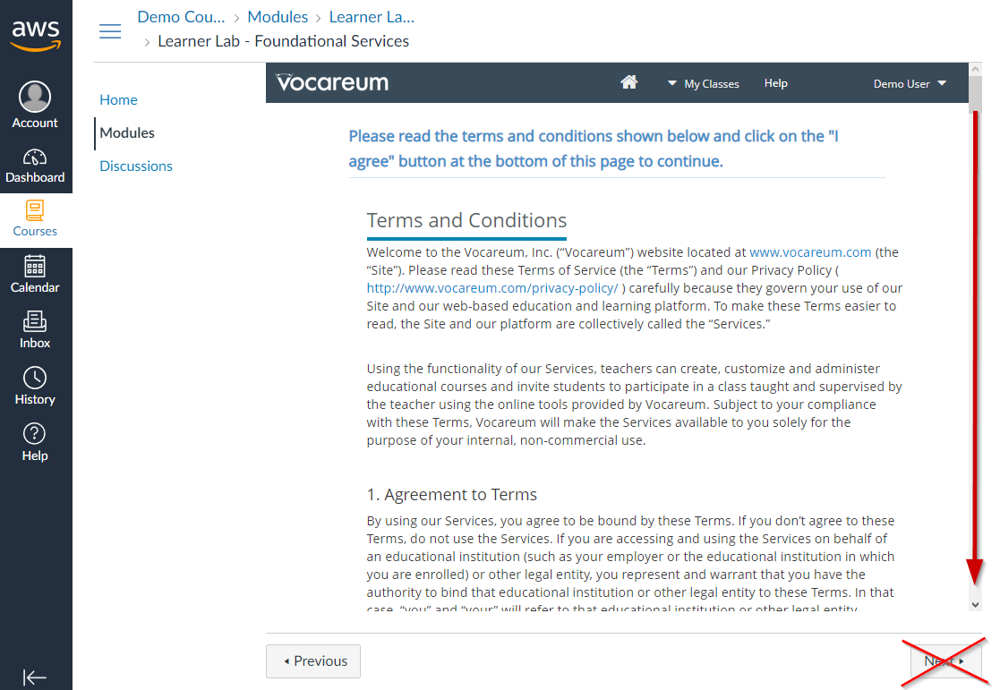 aws
Account
Dashboard
Courses
Calendar
Inbox
History
Help
Demo Cou... > Modules > Learner La...
> Learner Lab - Foundational Services
Home
Modules
Discussions
Vocareum
My Classes
Help
Demo User
Please read the terms and conditions shown below and click on the "I
agree" button at the bottom of this page to continue.
Terms and Conditions
Welcome to the Vocareum, Inc. (“Vocareum”) website located at www.vocareum.com (the
“Site”). Please read these Terms of Service (the “Terms”) and our Privacy Policy (
http://www.vocareum.com/privacy-policy/ ) carefully because they govern your use of our
Site and our web-based education and learning platform. To make these Terms easier to
read, the Site and our platform are collectively called the “Services.”
Using the functionality of our Services, teachers can create, customize and administer
educational courses and invite students to participate in a class taught and supervised by
the teacher using the online tools provided by Vocareum. Subject to your compliance
with these Terms, Vocareum will make the Services available to you solely for the
purpose of your internal, non-commercial use.
1. Agreement to Terms
By using our Services, you agree to be bound by these Terms. If you don’t agree to these
Terms, do not use the Services. If you are accessing and using the Services on behalf of
an educational institution (such as your employer or the educational institution in which
you are enrolled) or other legal entity, you represent and warrant that you have the
authority to bind that educational institution or other legal entity to these Terms. In that
case, “you” and “your” will refer to that educational institution or other legal entity.
Previous
Next